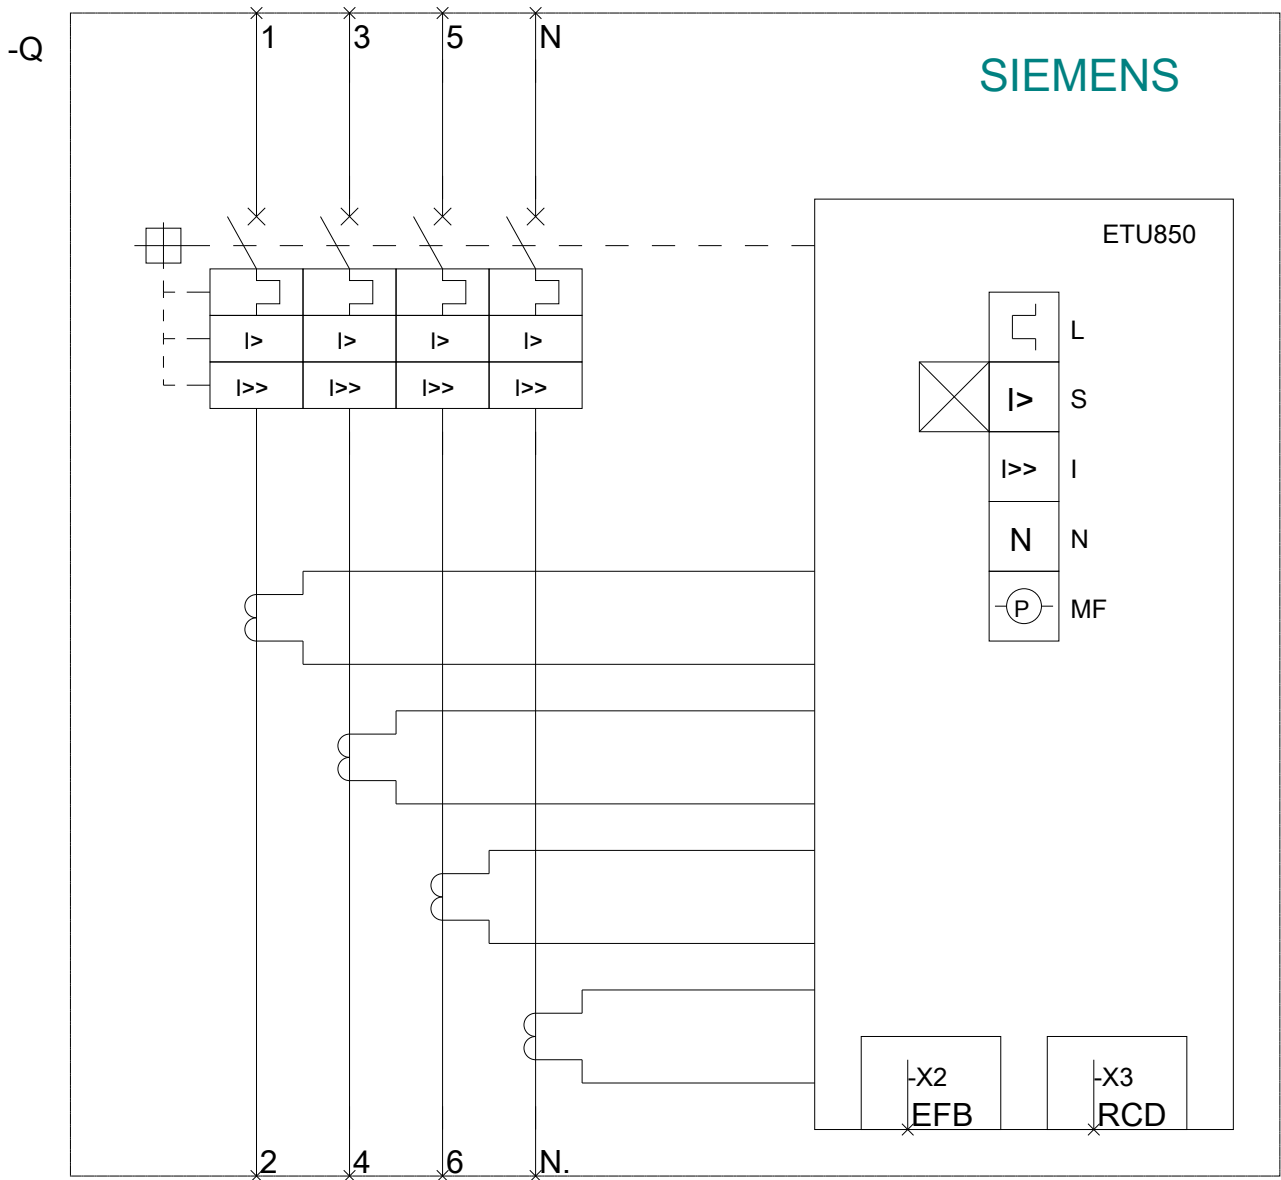 1 3 5 N
-Q
SIEMENS
ETU850
L
I> I> I> I>
I>> I>> I>> I>>
I> S
I>> I
N N
P MF
-X2 -X3
EFB RCD
2 4 6 N.